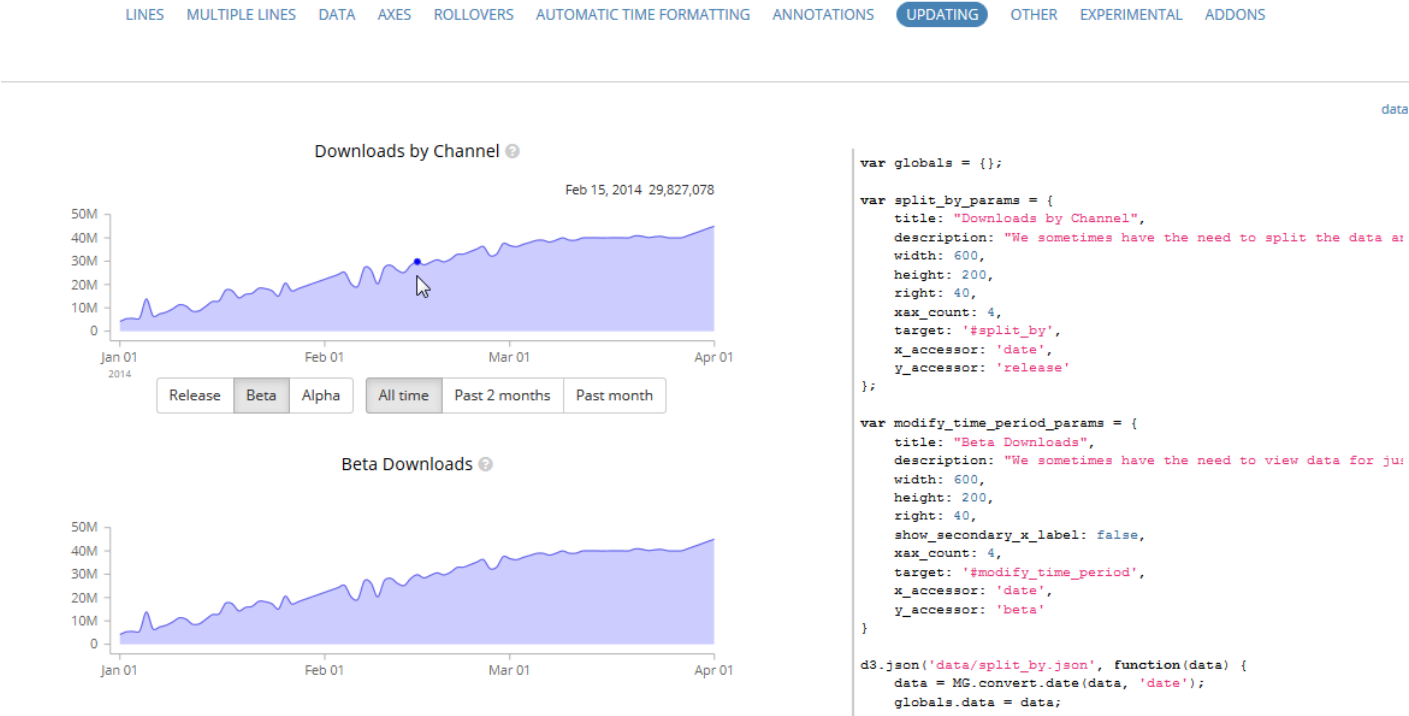 LINES MULTIPLE LINES DATA AXES ROLLOVERS AUTOMATIC TIME FORMATTING ANNOTATIONS UPDATING OTHER EXPERIMENTAL ADDONS
data
Downloads by Channel ?
Feb 15, 2014 29,827,078
50M
40M
30M
20M
10M
0
Jan 01 Feb 01 Mar 01 Apr 01
2014
Release Beta Alpha All time Past 2 months Past month
Beta Downloads ?
50M
40M
30M
20M
10M
0
Jan 01 Feb 01 Mar 01 Apr 01
var globals = {};
var split_by_params = {
title: "Downloads by Channel",
description: "We sometimes have the need to split the data
width: 600,
height: 200,
right: 40,
xax_count: 4,
target: '#split_by',
x_accessor: 'date',
y_accessor: 'release'
};
var modify_time_period_params = {
title: "Beta Downloads",
description: "We sometimes have the need to view data for
width: 600,
height: 200,
right: 40,
show_secondary_x_label: false,
xax_count: 4,
target: '#modify_time_period',
x_accessor: 'date',
y_accessor: 'beta'
}
d3.json('data/split_by.json', function(data) {
data = MG.convert.date(data, 'date');
globals.data = data;